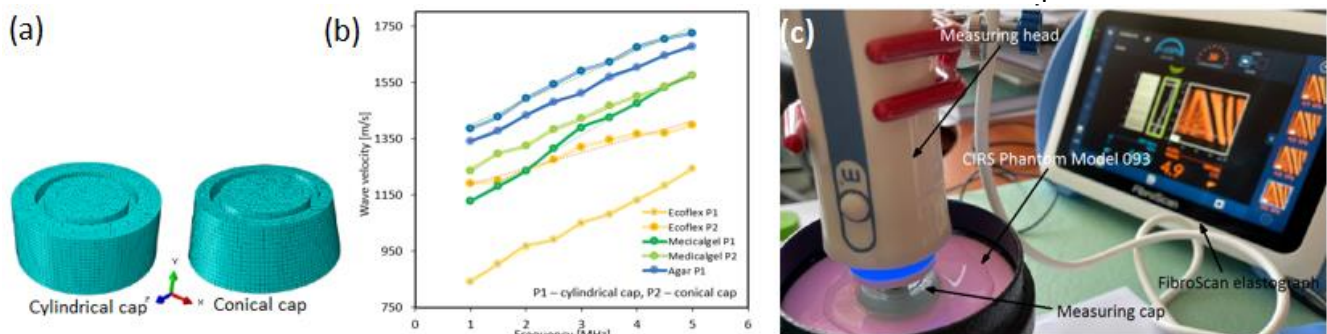 (a)
Cylindrical cap
Conical cap
Y
Z
X
(b)
Wave velocity [m/s]
1750
1550
1350
1150
950
750
0
1
2
3
4
5
6
Frequency [MHz]
Ecoflex P1
Ecoflex P2
Mecicalgel P1
Medicalgel P2
Agar P1
P1 – cylindrical cap, P2 – conical cap
(c)
Measuring head
CIRS Phantom Model 093
4.9
FibroScan
FibroScan elastograph
Measuring cap